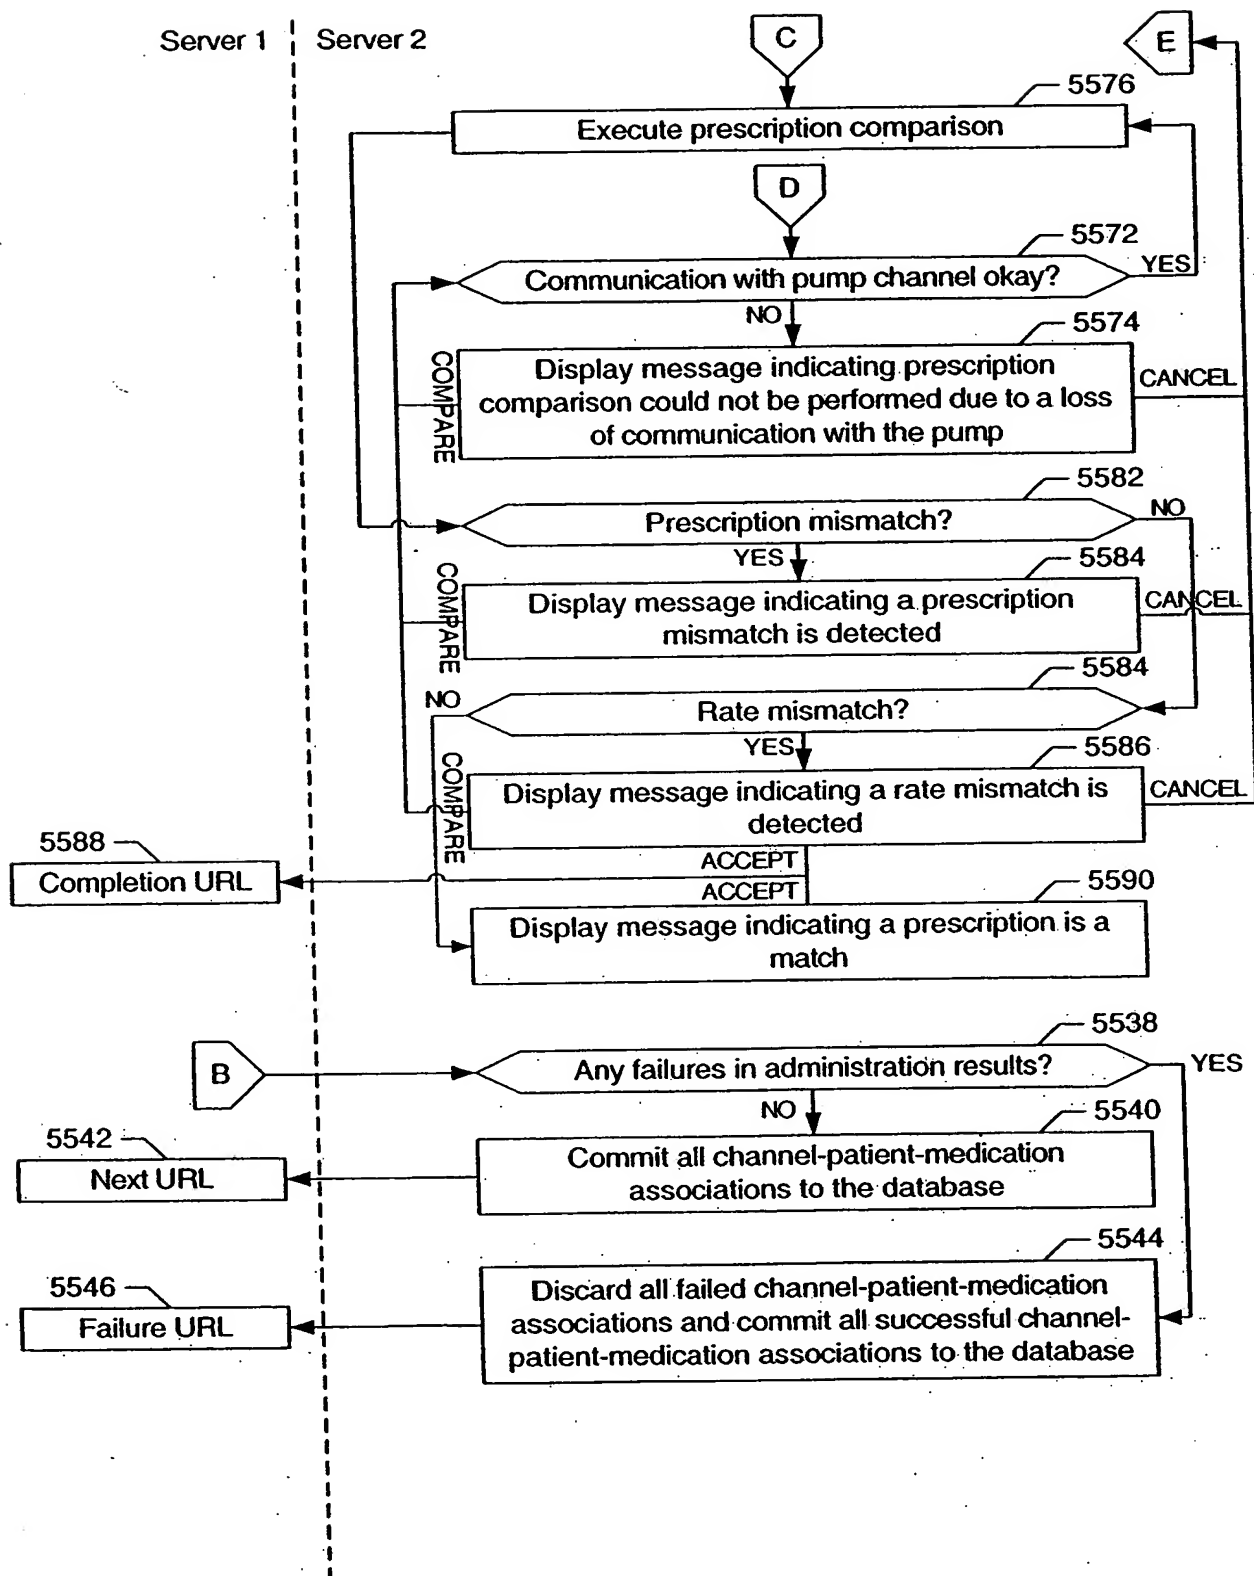 Server 1
Server 2
C
E
5576
Execute prescription comparison
D
5572
Communication with pump channel okay?
YES
NO
5574
Display message indicating prescription
comparison could not be performed due to a loss
of communication with the pump
COMPARE
CANCEL
5582
Prescription mismatch?
NO
YES
5584
Display message indicating a prescription
mismatch is detected
COMPARE
CANCEL
5584
NO
Rate mismatch?
YES
5586
Display message indicating a rate mismatch is
detected
COMPARE
CANCEL
5588
Completion URL
ACCEPT
ACCEPT
5590
Display message indicating a prescription is a
match
5538
B
Any failures in administration results?
YES
NO
5540
5542
Next URL
Commit all channel-patient-medication
associations to the database
5544
5546
Failure URL
Discard all failed channel-patient-medication
associations and commit all successful channel-
patient-medication associations to the database